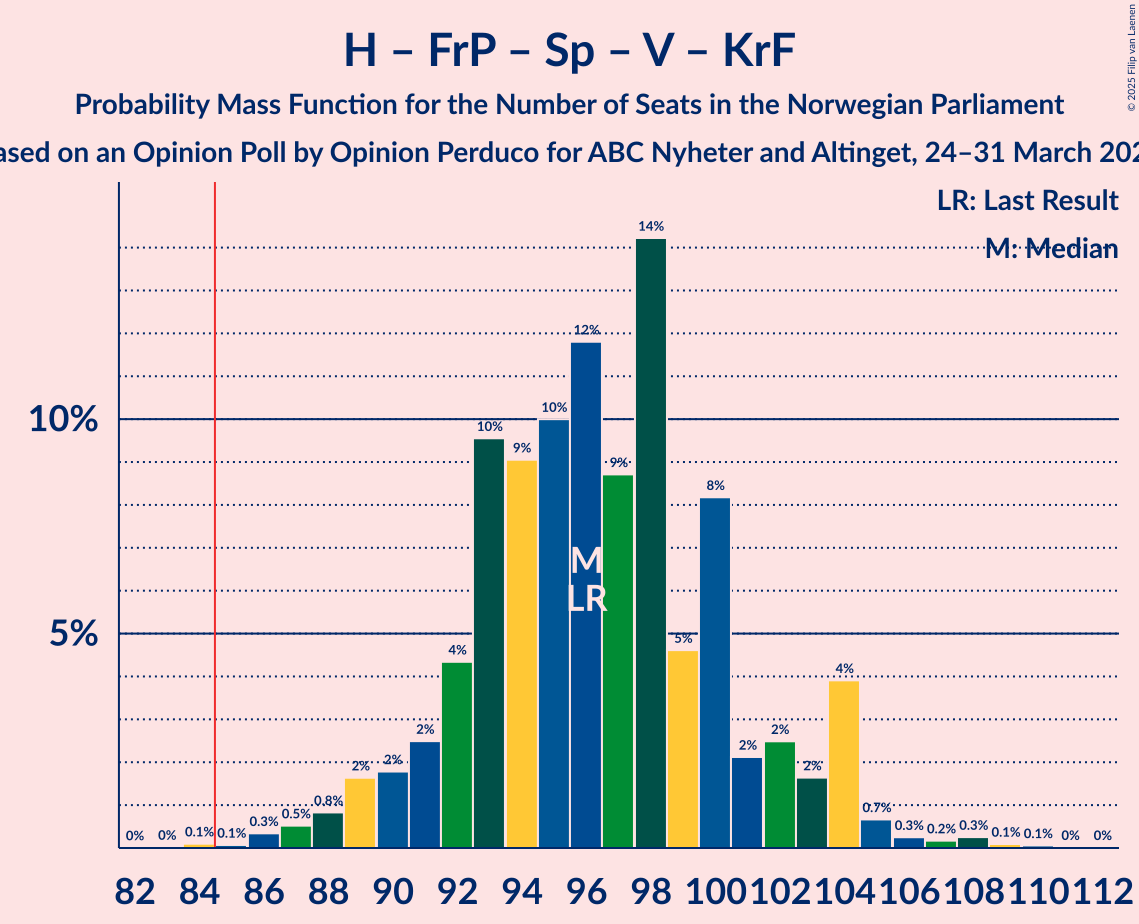 H – FrP – Sp – V – KrF
Probability Mass Function for the Number of Seats in the Norwegian Parliament
ased on an Opinion Poll by Opinion Perduco for ABC Nyheter and Altinget, 24–31 March 202
© 2025 Filip van Laenen
LR: Last Result
M: Median
10%
5%
0% 0% 0.1% 0.1% 0.3% 0.5% 0.8% 2% 2% 2% 4% 10% 9% 10% 12% 9% 14% 5% 8% 2% 2% 2% 4% 0.7% 0.3% 0.2% 0.3% 0.1% 0.1% 0% 0%
M
LR
82 84 86 88 90 92 94 96 98 100 102 104 106 108 110 112